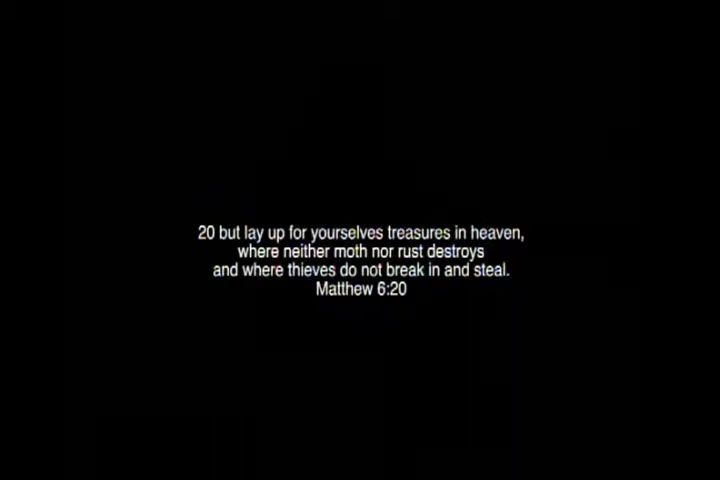 20 but lay up for yourselves treasures in heaven,
where neither moth nor rust destroys
and where thieves do not break in and steal.
Matthew 6:20